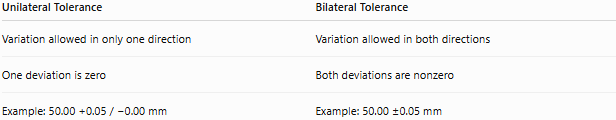 Unilateral Tolerance Bilateral Tolerance
Variation allowed in only one direction Variation allowed in both directions
One deviation is zero Both deviations are nonzero
Example: 50.00 +0.05 / −0.00 mm Example: 50.00 ±0.05 mm